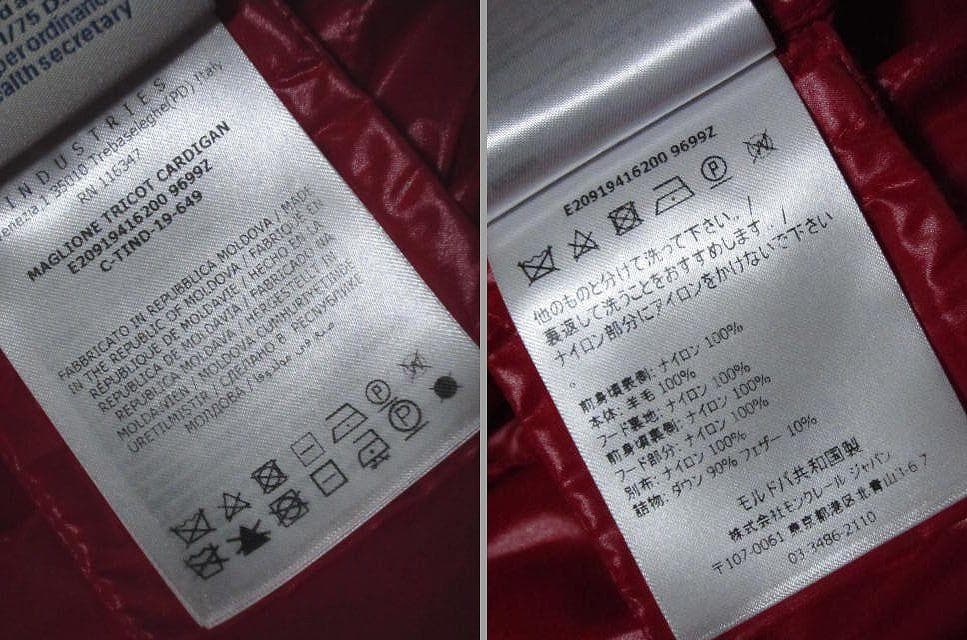 /75 D
per ordinanc
alth secretary
INDUSTRIES
enezia 1 35010 Trebaseleghe(PD) Italy
RN 116347
MAGLIONE TRICOT CARDIGAN
E20919416200 9699Z
C-TIND-19-649
FABBRICATO IN REPUBBLICA MOLDOVA / MADE
IN THE REPUBLIC OF MOLDOVA / FABRIQUÉ EN
RÉPUBLIQUE DE MOLDAVIE / HECHO EN LA
REPÚBLICA DE MOLDAVIA / FABRICADO NA
REPÚBLICA MOLDAVA / HERGESTELLT IN
MOLDAWIEN / MOLDOVA CUMHURİYETİNDE
ÜRETİLMİŞTİR / СДЕЛАНО В РЕСПУБЛИКЕ
МОЛДОВА /
P
P
E20919416200 9699Z
P
他のものと分けて洗って下さい。/
裏返して洗うことをおすすめします。/
ナイロン部分にアイロンをかけないで下さい
。
前身頃表側: ナイロン 100%
本体: 羊毛 100%
フード裏地: ナイロン 100%
前身頃裏側: ナイロン 100%
フード部分: ナイロン 100%
別布: ナイロン 100%
詰物: ダウン 90% フェザー 10%
モルドバ共和国製
株式会社モンクレール ジャパン
〒107-0061 東京都港区 北青山1-6 7
03-3486-2110